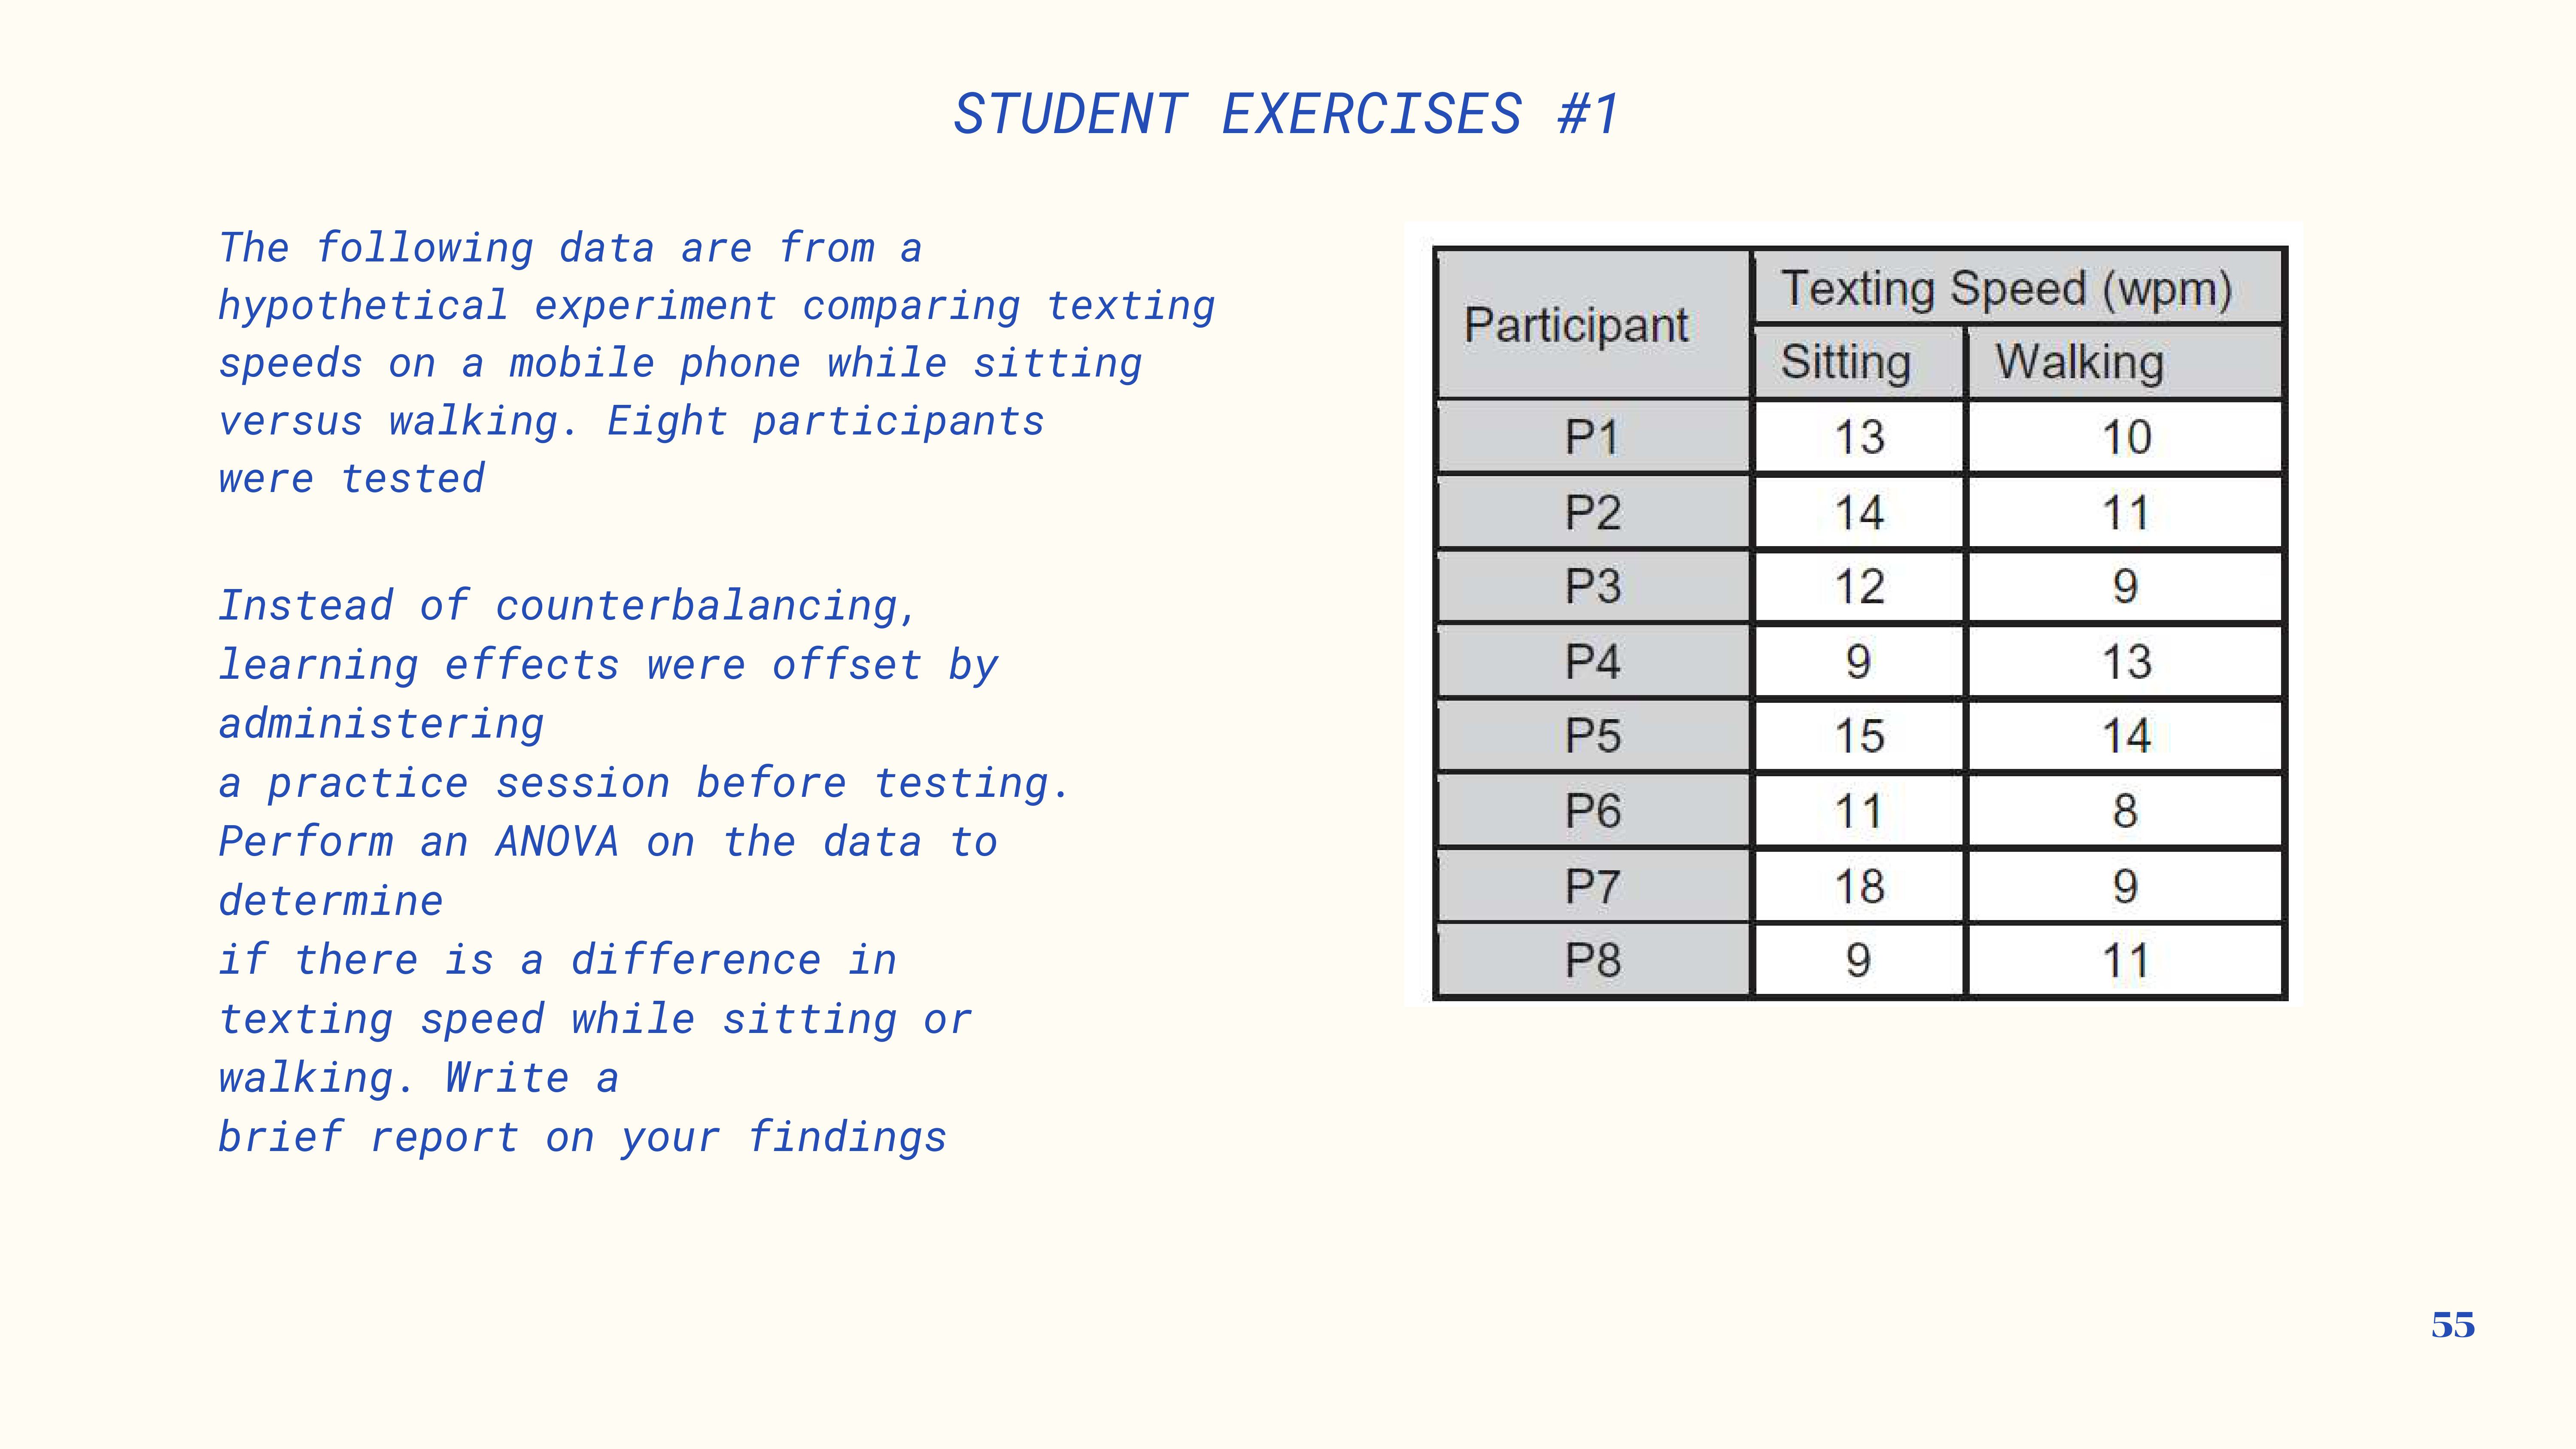 STUDENT EXERCISES #1
The following data are from a
hypothetical experiment comparing texting
speeds on a mobile phone while sitting
versus walking. Eight participants
were tested
Instead of counterbalancing,
learning effects were offset by
administering
a practice session before testing.
Perform an ANOVA on the data to
determine
if there is a difference in
texting speed while sitting or
walking. Write a
brief report on your findings
Participant Texting Speed (wpm)
Sitting Walking
P1 13 10
P2 14 11
P3 12 9
P4 9 13
P5 15 14
P6 11 8
P7 18 9
P8 9 11
55